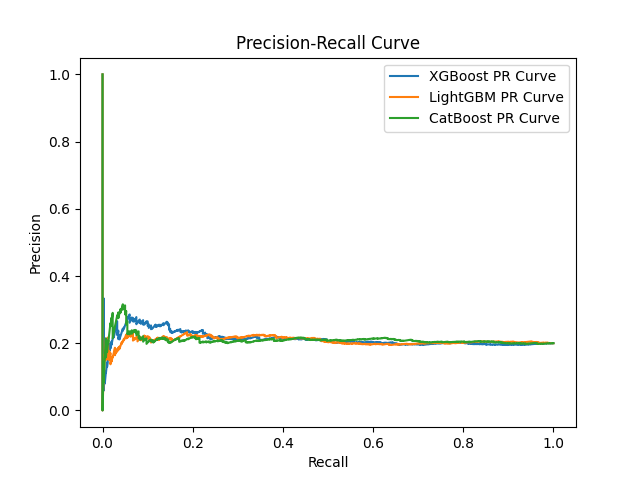 Precision-Recall Curve
XGBoost PR Curve
LightGBM PR Curve
CatBoost PR Curve
Precision
1.0
0.8
0.6
0.4
0.2
0.0
0.0 0.2 0.4 0.6 0.8 1.0
Recall